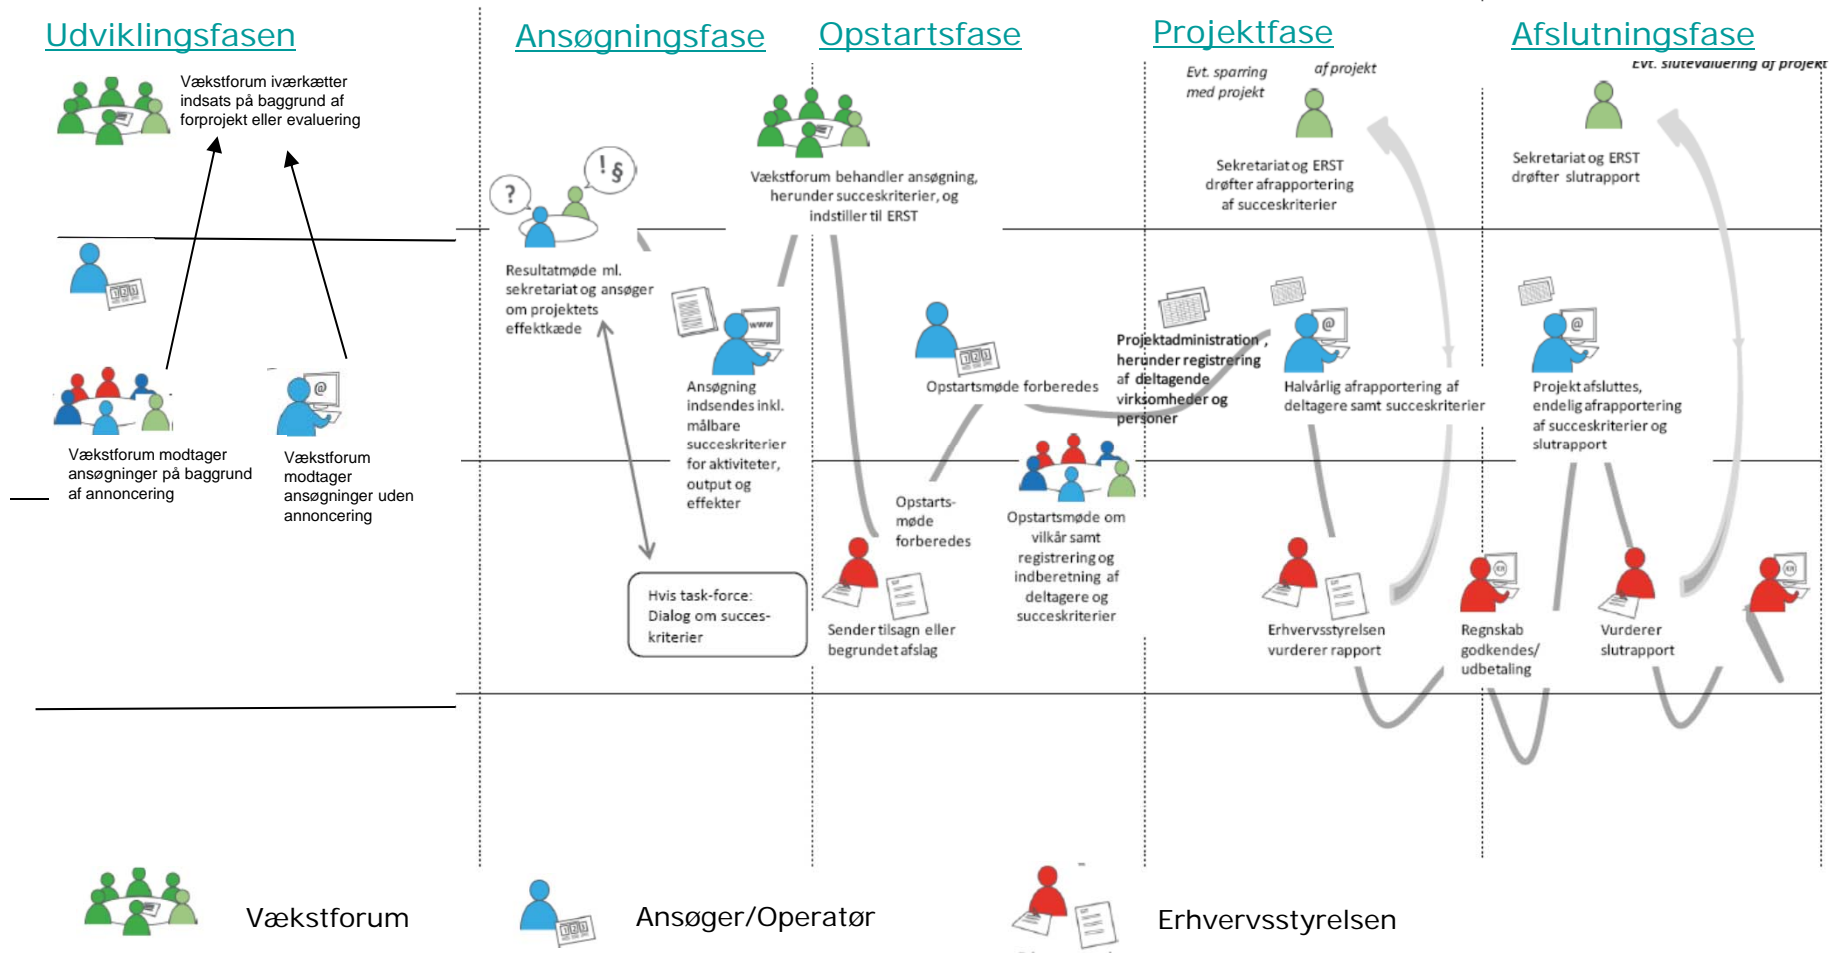 Udviklingsfasen
Ansøgningsfase
Opstartsfase
Projektfase
Afslutningsfase
Vækstforum iværkætter
indsats på baggrund af
forprojekt eller evaluering
Vækstforum modtager
ansøgninger på baggrund
af annoncering
Vækstforum
modtager
ansøgninger uden
annoncering
?
! §
Resultatmøde ml.
sekretariat og ansøger
om projektets
effektkæde
www
Ansøgning
indsendes inkl.
målbare
succeskriterier
for aktiviteter,
output og
effekter
Hvis task-force:
Dialog om succes-
kriterier
Vækstforum behandler ansøgning,
herunder succeskriterier, og
indstiller til ERST
123
Opstartsmøde forberedes
Opstarts-
møde
forberedes
Sender tilsagn eller
begrundet afslag
Opstartsmøde om
vilkår samt
registrering og
indberetning af
deltagere og
succeskriterier
Evt. sparring
med projekt
af projekt
Sekretariat og ERST
drøfter afrapportering
af succeskriterier
Projektadministration,
herunder registrering
af deltagende
virksomheder og
personer
@
Halvårlig afrapportering af
deltagere samt succeskriterier
Erhvervsstyrelsen
vurderer rapport
Regnskab
godkendes/
udbetaling
Evt. slutevaluering af projekt
Sekretariat og ERST
drøfter slutrapport
@
Projekt afsluttes,
endelig afrapportering
af succeskriterier og
slutrapport
Vurderer
slutrapport
Vækstforum
Ansøger/Operatør
Erhvervsstyrelsen